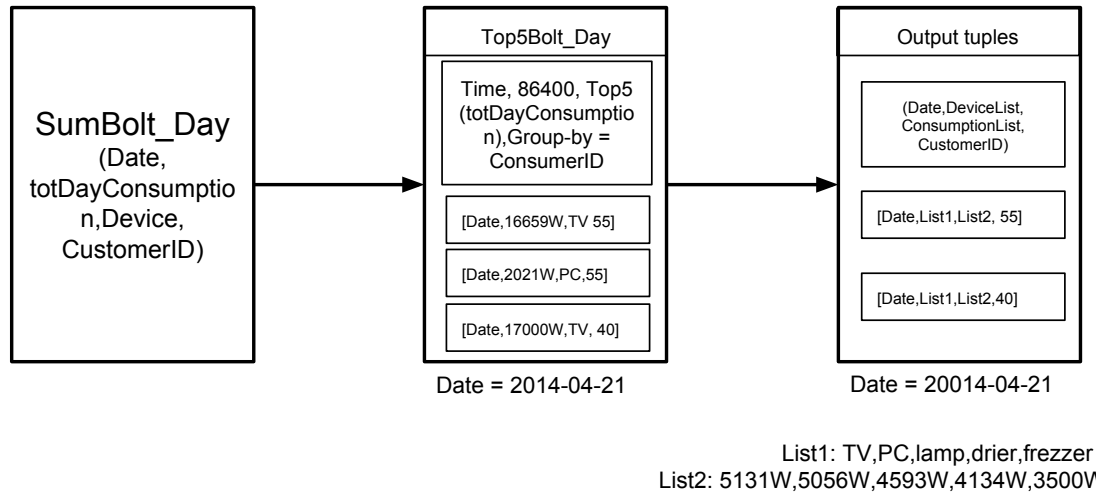 SumBolt_Day
(Date,
totDayConsumptio
n,Device,
CustomerID)
Top5Bolt_Day
Time, 86400, Top5
(totDayConsumptio
n),Group-by =
ConsumerID
[Date,16659W,TV 55]
[Date,2021W,PC,55]
[Date,17000W,TV, 40]
Date = 2014-04-21
Output tuples
(Date,DeviceList,
ConsumptionList,
CustomerID)
[Date,List1,List2, 55]
[Date,List1,List2,40]
Date = 20014-04-21
List1: TV,PC,lamp,drier,frezzer
List2: 5131W,5056W,4593W,4134W,3500W